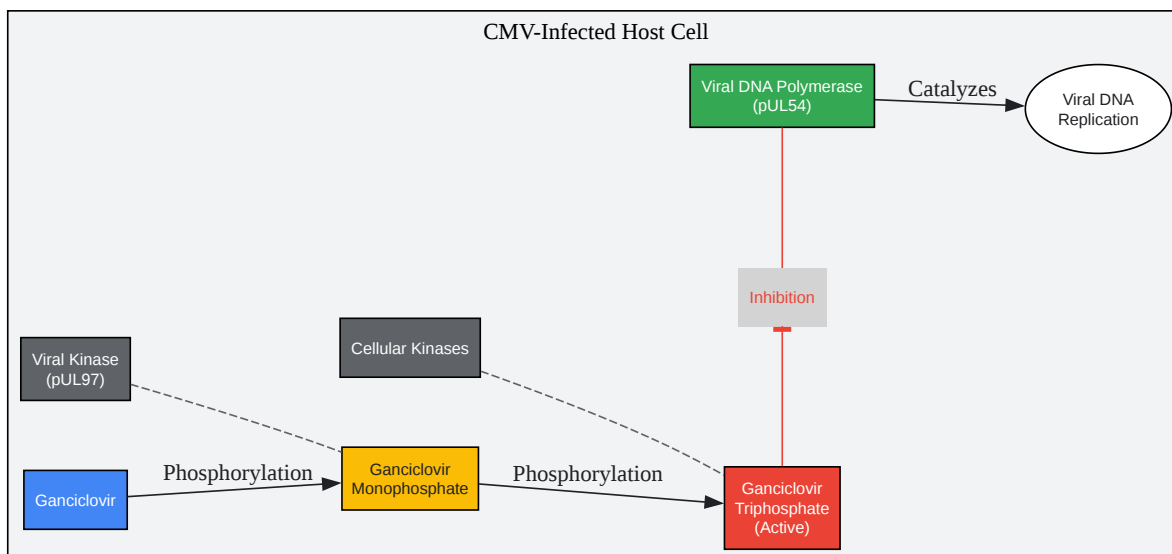 CMV-Infected Host Cell
Viral DNA Polymerase
(pUL54)
Catalyzes
Viral DNA
Replication
Inhibition
Viral Kinase
(pUL97)
Cellular Kinases
Ganciclovir
Phosphorylation
Ganciclovir
Monophosphate
Phosphorylation
Ganciclovir
Triphosphate
(Active)